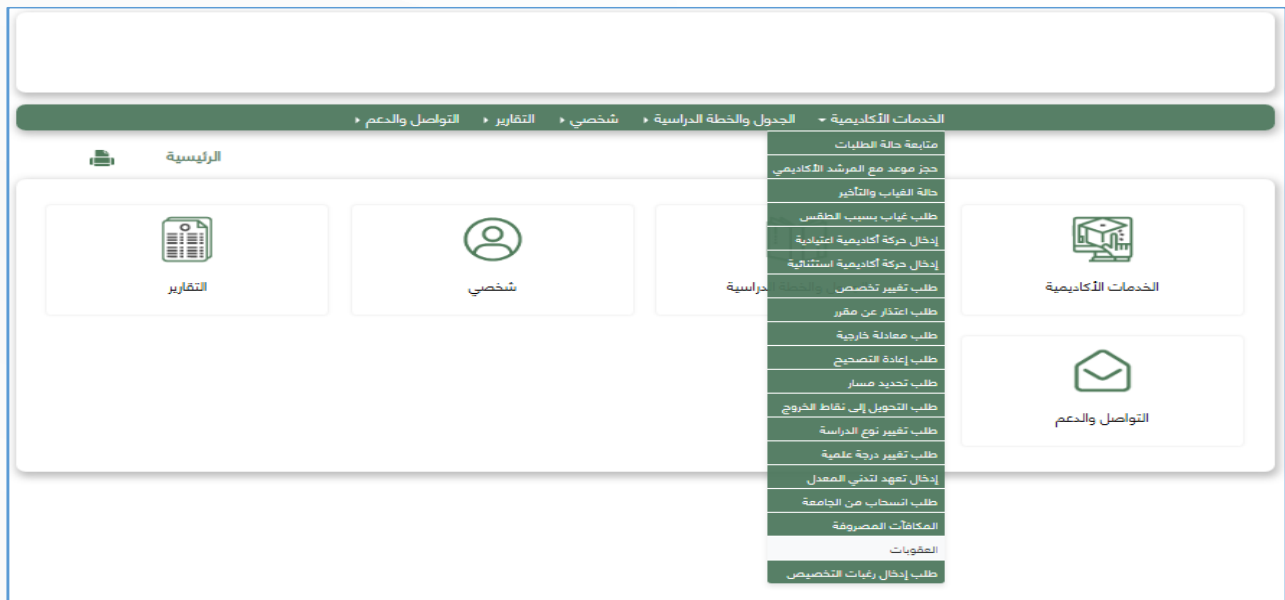 الخدمات الأكاديمية الجدول والخطة الدراسية شخصي التقارير التواصل والدعم
الرئيسية
متابعة حالة الطلبات
حجز موعد مع المرشد الأكاديمي
حالة الغياب والتأخير
طلب غياب بسبب الطقس
إدخال حركة أكاديمية اعتيادية
إدخال حركة أكاديمية استثنائية
طلب تغيير تخصص
طلب اعتذار عن مقرر
طلب معادلة خارجية
طلب إعادة التصحيح
طلب تحديد مسار
طلب التحويل إلى نقاط الخروج
طلب تغيير نوع الدراسة
طلب تغيير درجة علمية
إدخال تعهد لتدني المعدل
طلب انسحاب من الجامعة
المكافآت المصروفة
العقوبات
طلب إدخال رغبات التخصيص
الخدمات الأكاديمية
والخطة الدراسية
شخصي
التقارير
التواصل والدعم